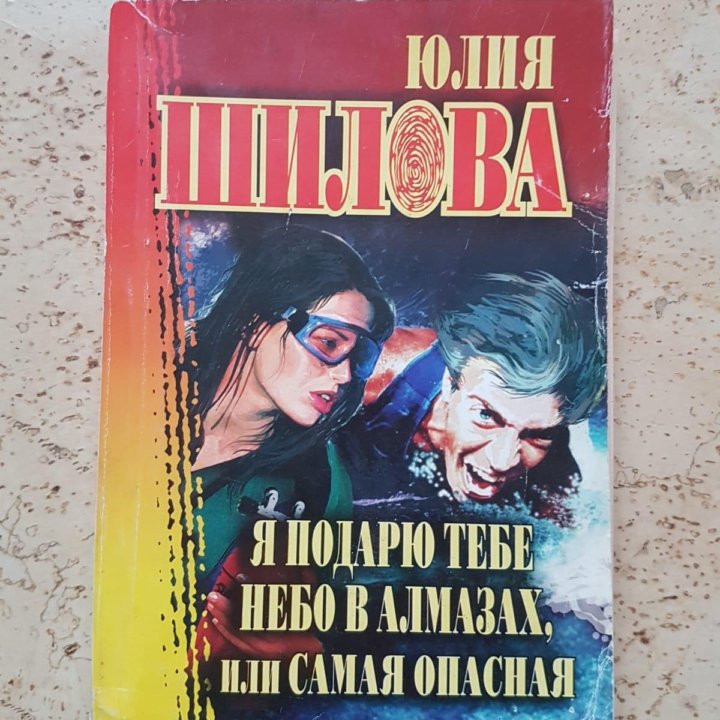 ЮЛИЯ
ШИЛОВА
Я ПОДАРЮ ТЕБЕ
НЕБО В АЛМАЗАХ,
ИЛИ САМАЯ ОПАСНАЯ